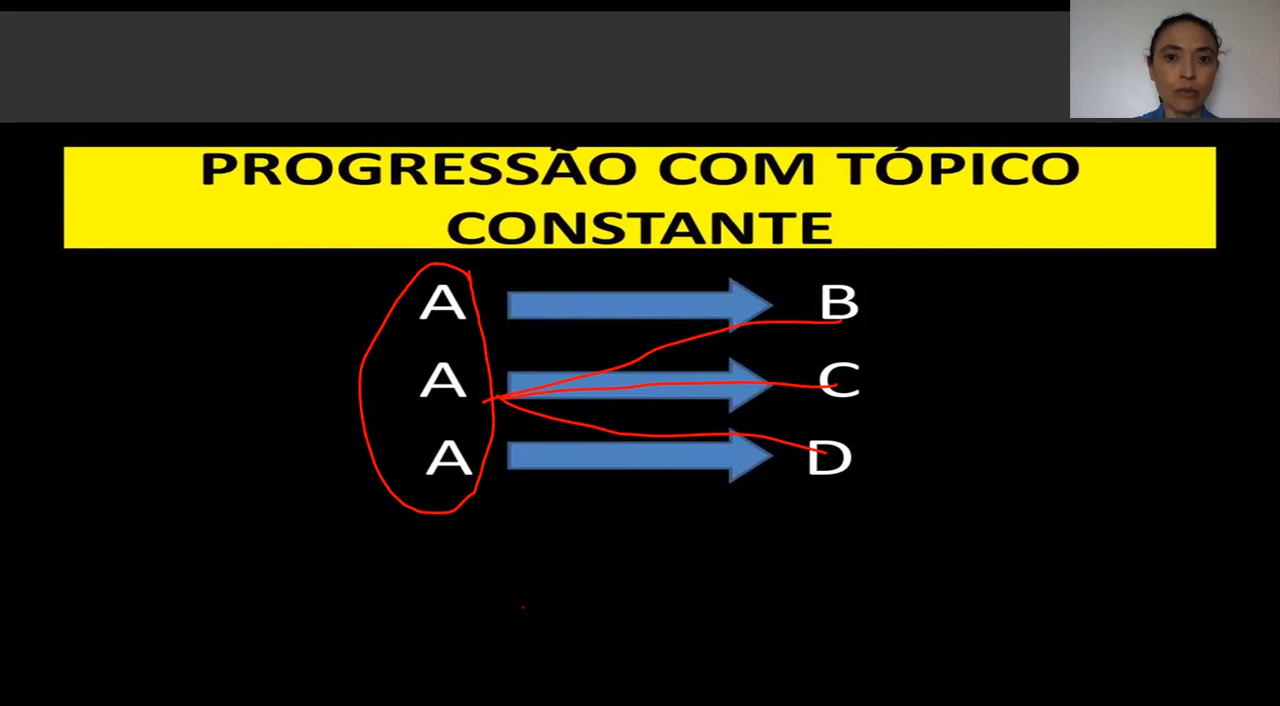 PROGRESSÃO COM TÓPICO
CONSTANTE
A B
A C
A D